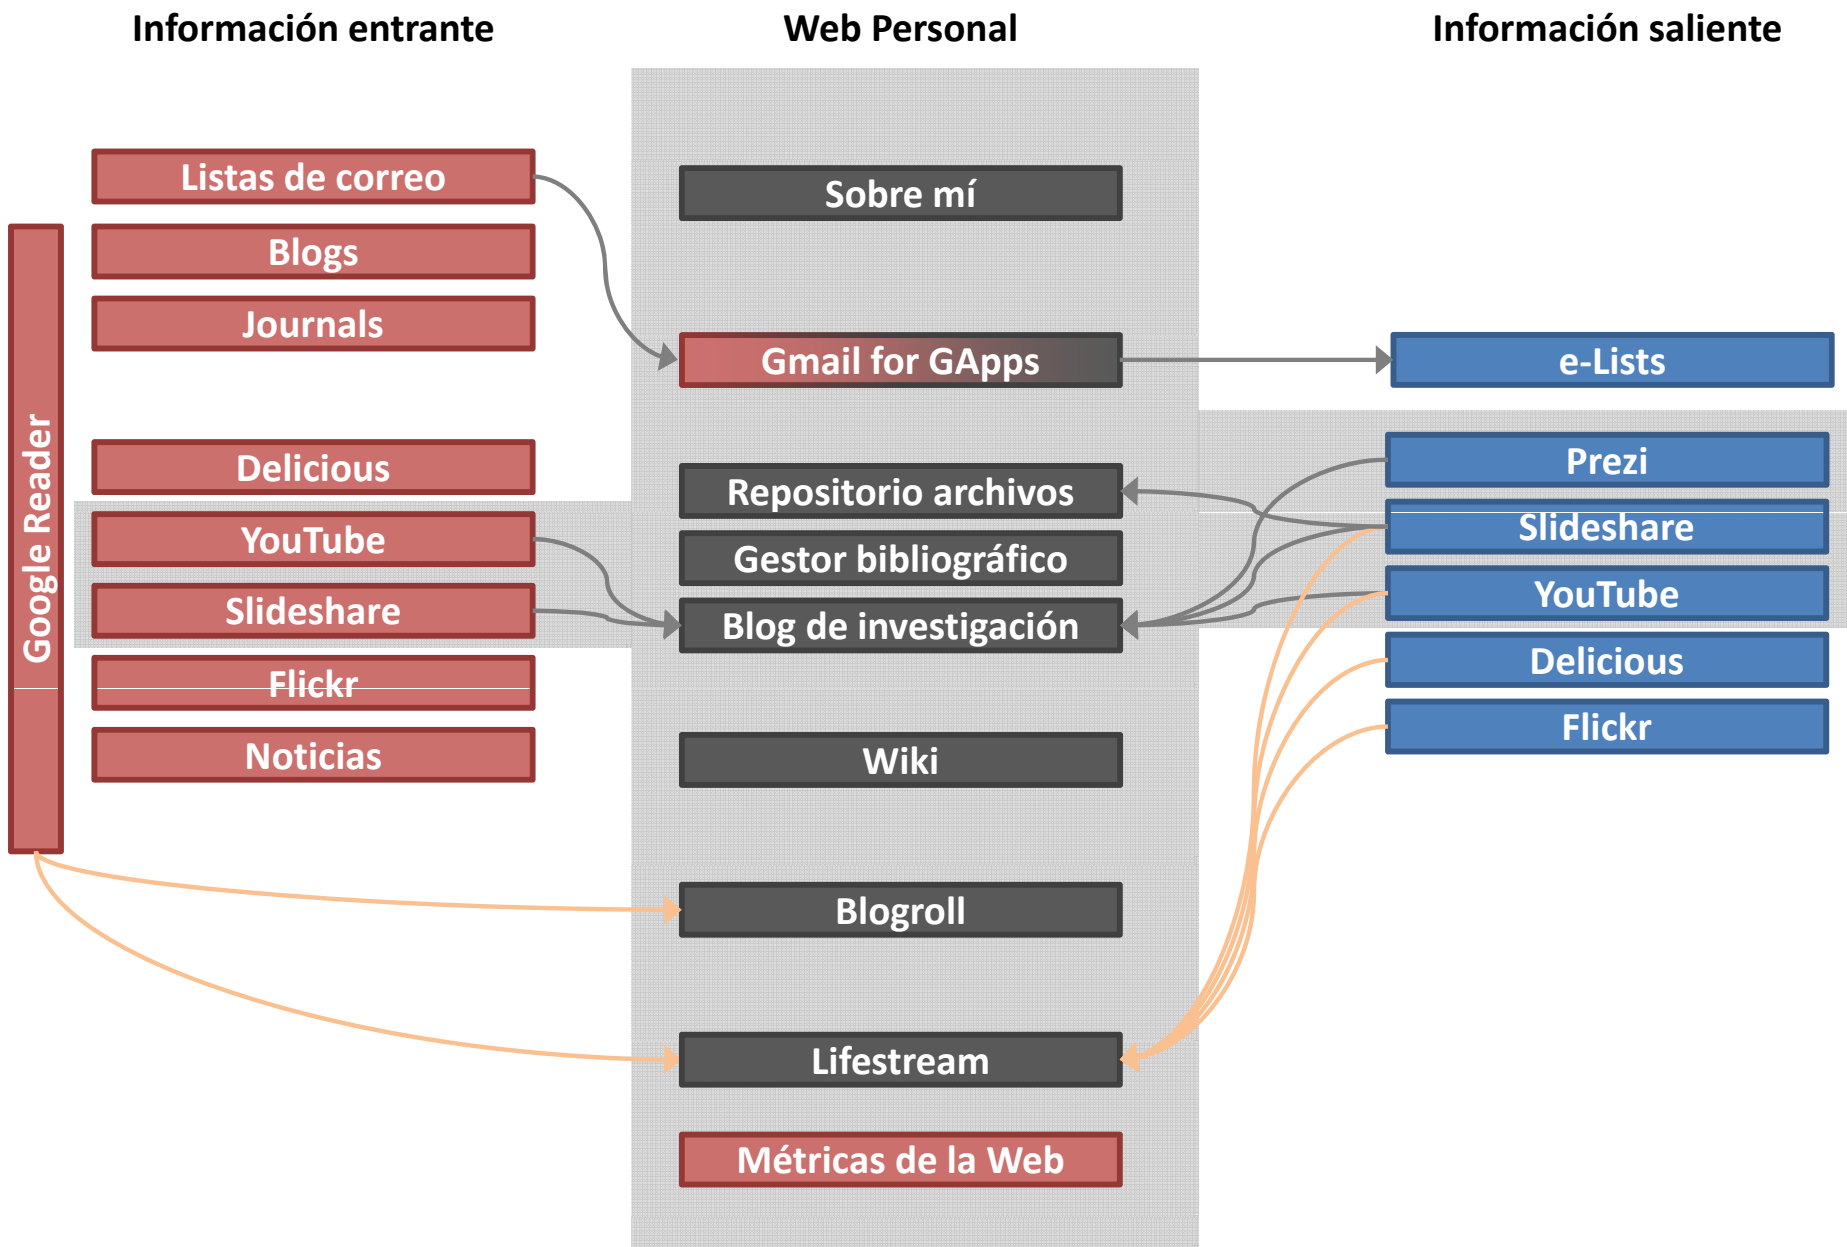 Información entrante
Web Personal
Información saliente
Google Reader
Listas de correo
Blogs
Journals
Delicious
YouTube
Slideshare
Flickr
Noticias
Sobre mí
Gmail for GApps
Repositorio archivos
Gestor bibliográfico
Blog de investigación
Wiki
Blogroll
Lifestream
Métricas de la Web
e-Lists
Prezi
Slideshare
YouTube
Delicious
Flickr